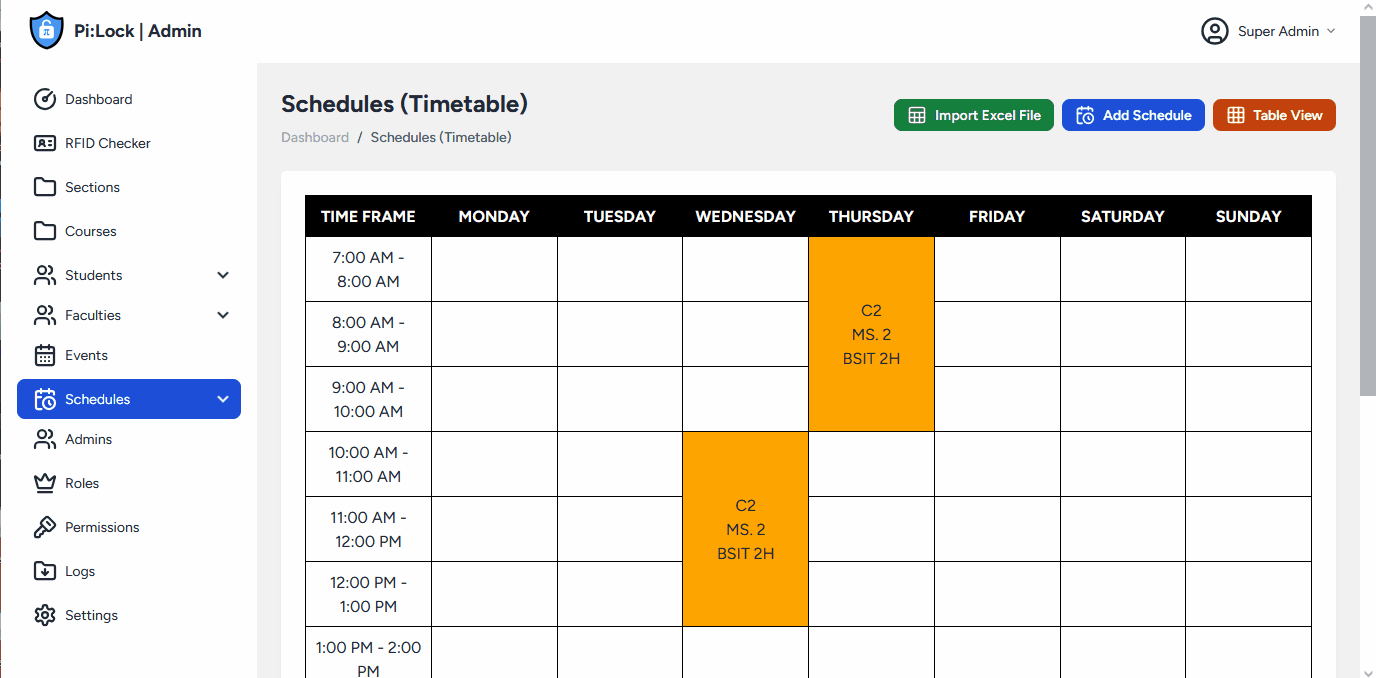 π
Pi:Lock | Admin
Super Admin
Dashboard
RFID Checker
Sections
Courses
Students
Faculties
Events
Schedules
Admins
Roles
Permissions
Logs
Settings
Schedules (Timetable)
Dashboard / Schedules (Timetable)
Import Excel File
Add Schedule
Table View
TIME FRAME MONDAY TUESDAY WEDNESDAY THURSDAY FRIDAY SATURDAY SUNDAY
7:00 AM -
8:00 AM
8:00 AM -
9:00 AM
9:00 AM -
10:00 AM
C2
MS. 2
BSIT 2H
10:00 AM -
11:00 AM
11:00 AM -
12:00 PM
12:00 PM -
1:00 PM
C2
MS. 2
BSIT 2H
1:00 PM - 2:00
PM